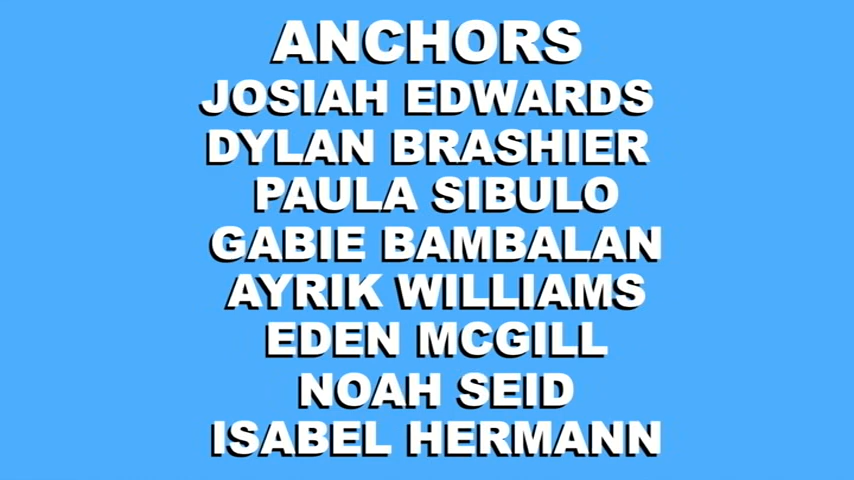 ANCHORS
JOSIAH EDWARDS
DYLAN BRASHIER
PAULA SIBULO
GABIE BAMBALAN
AYRIK WILLIAMS
EDEN MCGILL
NOAH SEID
ISABEL HERMANN